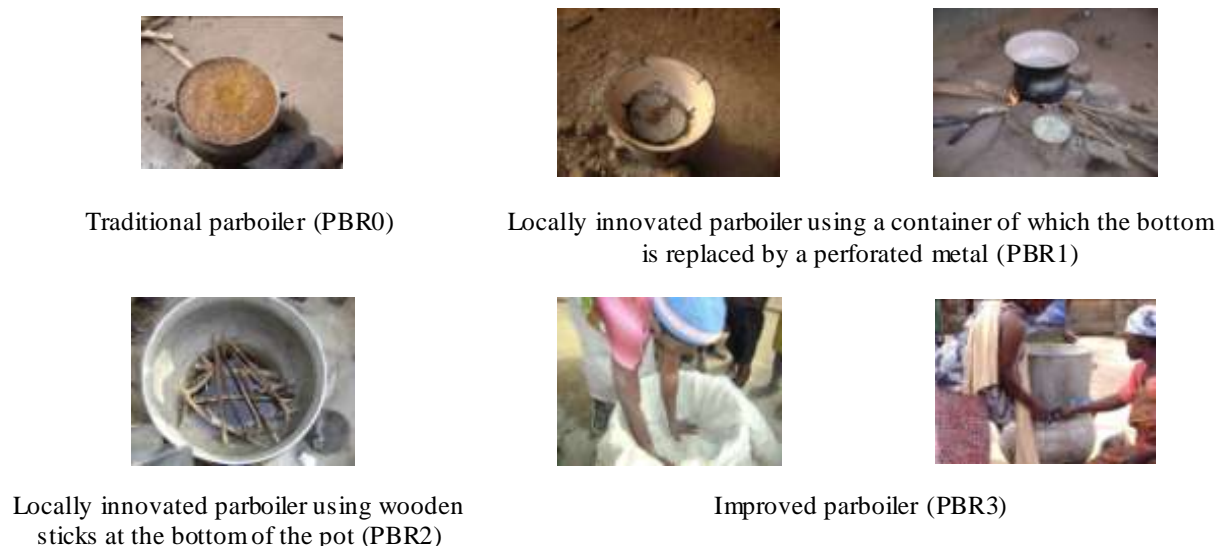 Traditional parboiler (PBR0)
Locally innovated parboiler using a container of which the bottom
is replaced by a perforated metal (PBR1)
Locally innovated parboiler using wooden
sticks at the bottom of the pot (PBR2)
Improved parboiler (PBR3)